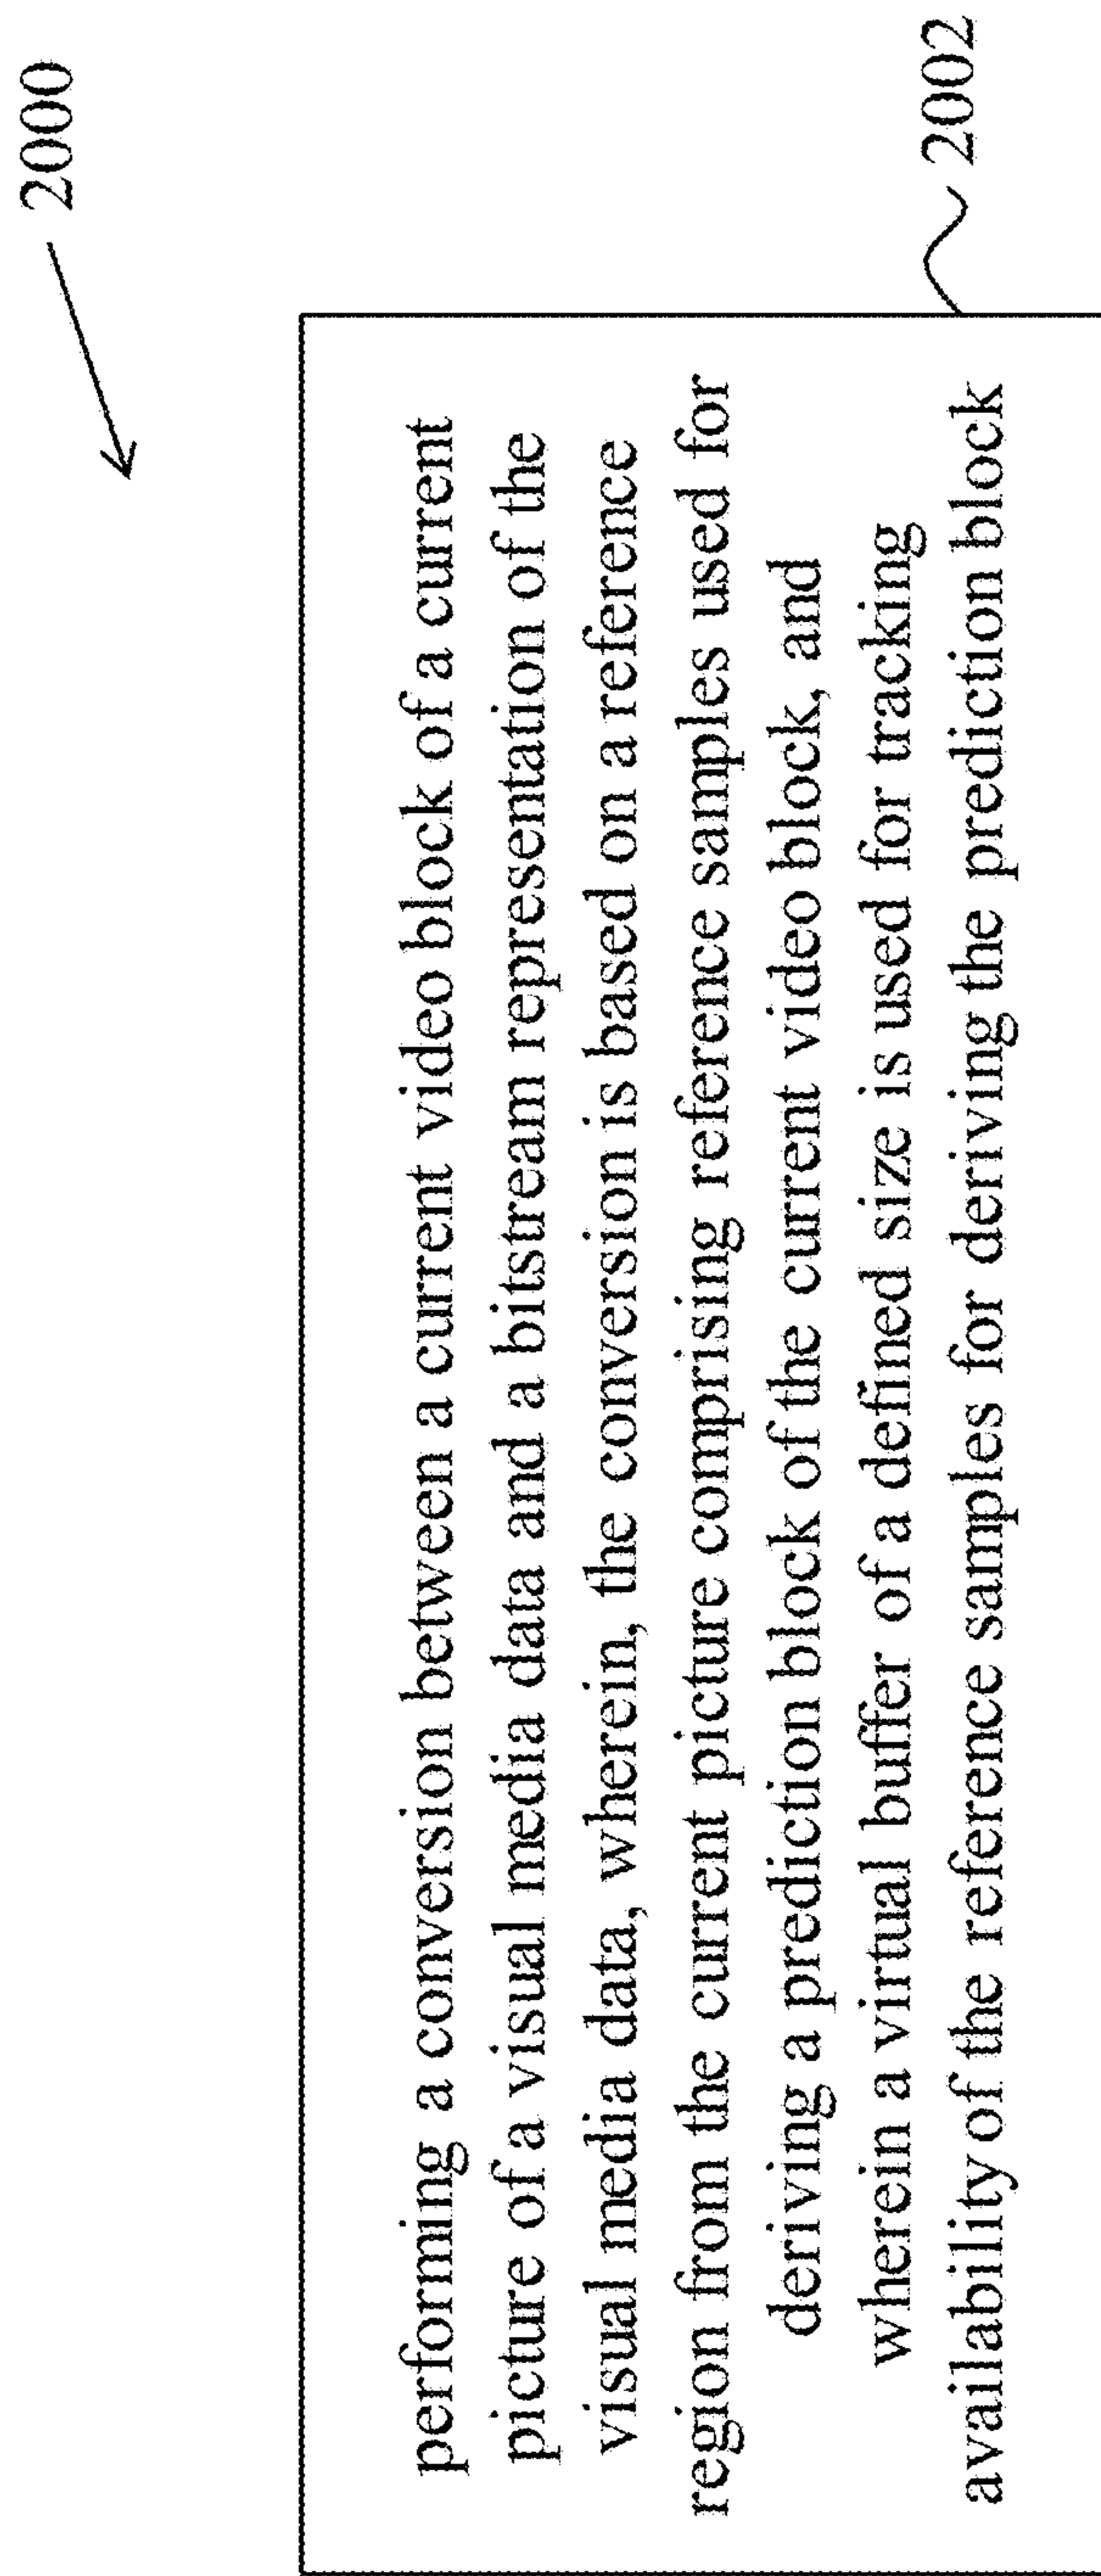 2000
performing a conversion between a current video block of a current
picture of a visual media data and a bitstream representation of the
visual media data, wherein, the conversion is based on a reference
region from the current picture comprising reference samples used for
deriving a prediction block of the current video block, and
wherein a virtual buffer of a defined size is used for tracking
availability of the reference samples for deriving the prediction block
2002